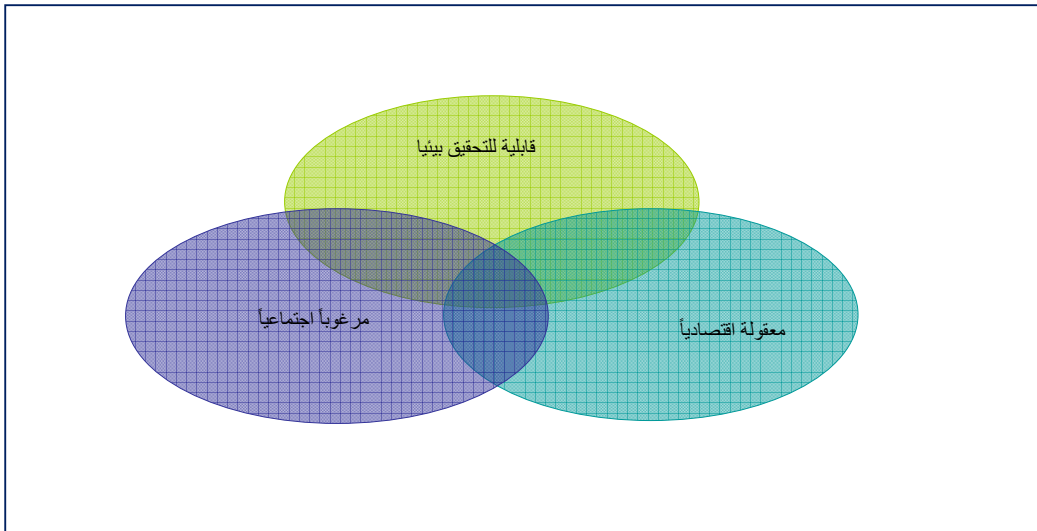 قابلية للتحقيق بيئيا
مرغوباً اجتماعياً
معقولة اقتصادياً